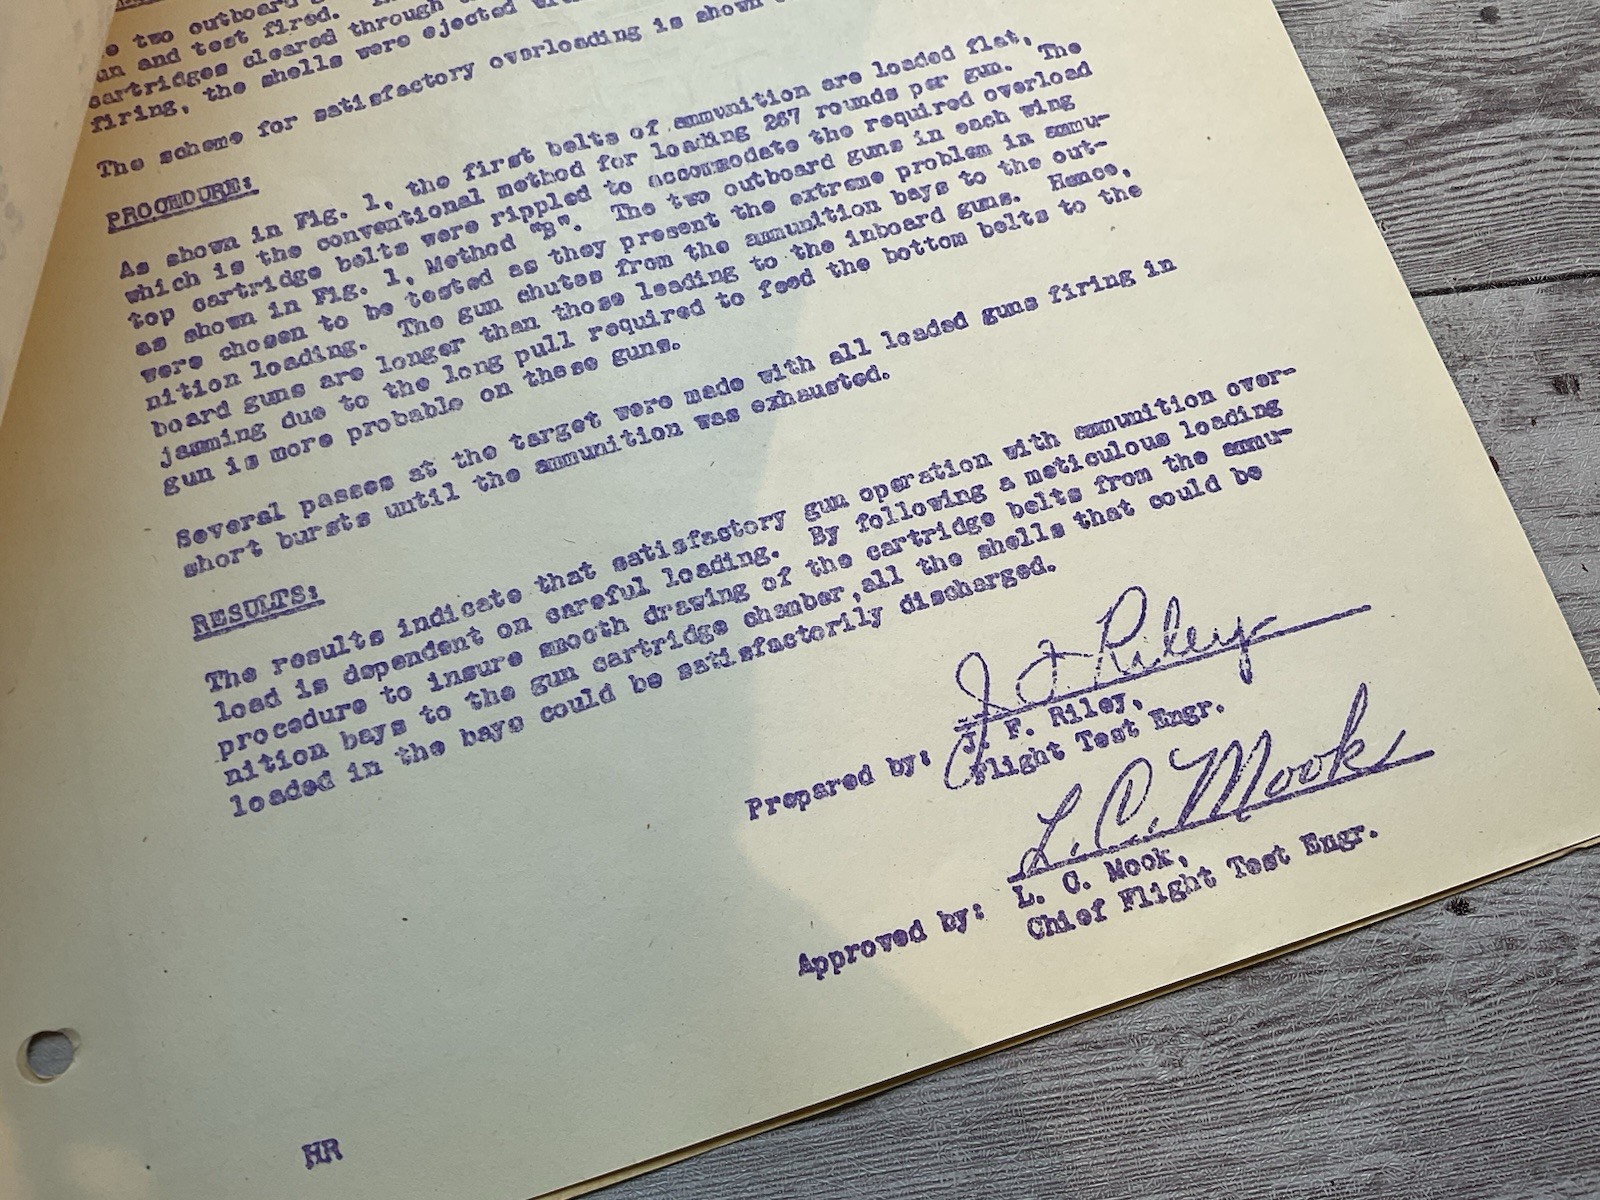 two outboard
and test fired.
cartridges cleared through
firing, the shells were ejected
The scheme for satisfactory overloading is shown
PROCEDURE:
As shown in Fig. 1, the first belts of ammunition are loaded flat,
which is the conventional method for loading 267 rounds per gun. The
top cartridge belts were rippled to accommodate the required overload
as shown in Fig. 1, Method "B". The two outboard guns in each wing
were chosen to be tested as they present the extreme problem in ammu-
nition loading. The gun chutes from the ammunition bays to the out-
board guns are longer than those leading to the inboard guns. Hence,
jamming due to the long pull required to feed the bottom belts to the
gun is more probable on these guns.
Several passes at the target were made with all loaded guns firing in
short bursts until the ammunition was exhausted.
RESULTS:
The results indicate that satisfactory gun operation with ammunition over-
load is dependent on careful loading. By following a meticulous loading
procedure to insure smooth drawing of the cartridge belts from the ammu-
nition bays to the gun cartridge chamber,all the shells that could be
loaded in the bays could be satisfactorily discharged.
J F Riley
Prepared by: J. F. Riley,
Flight Test Engr.
L. C. Mook
Approved by: L. C. Mook,
Chief Flight Test Engr.
HR